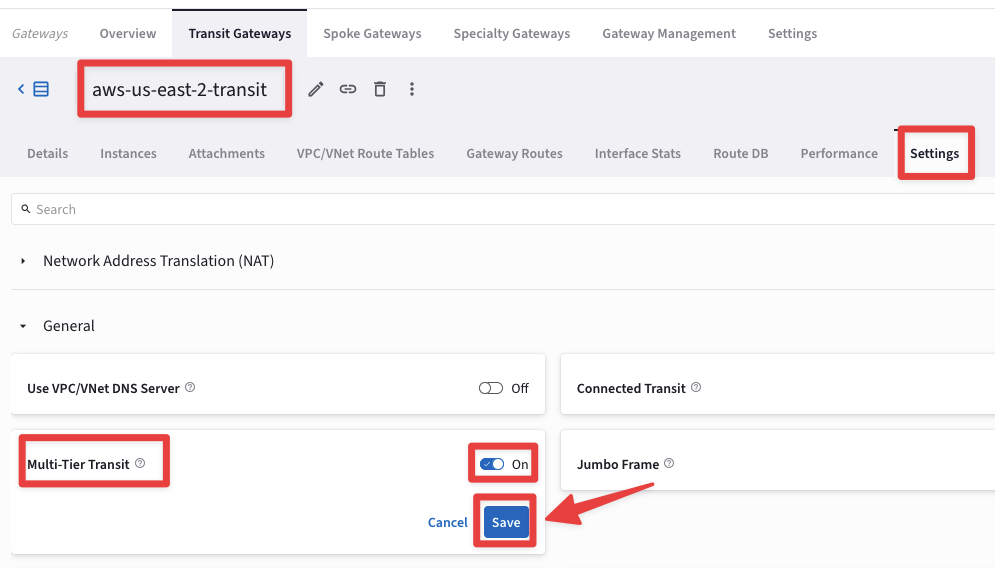 Gateways Overview Transit Gateways Spoke Gateways Specialty Gateways Gateway Management Settings
aws-us-east-2-transit
Details Instances Attachments VPC/VNet Route Tables Gateway Routes Interface Stats Route DB Performance Settings
Search
Network Address Translation (NAT)
General
Use VPC/VNet DNS Server ? Off Connected Transit ?
Multi-Tier Transit ? On Jumbo Frame ?
Cancel Save